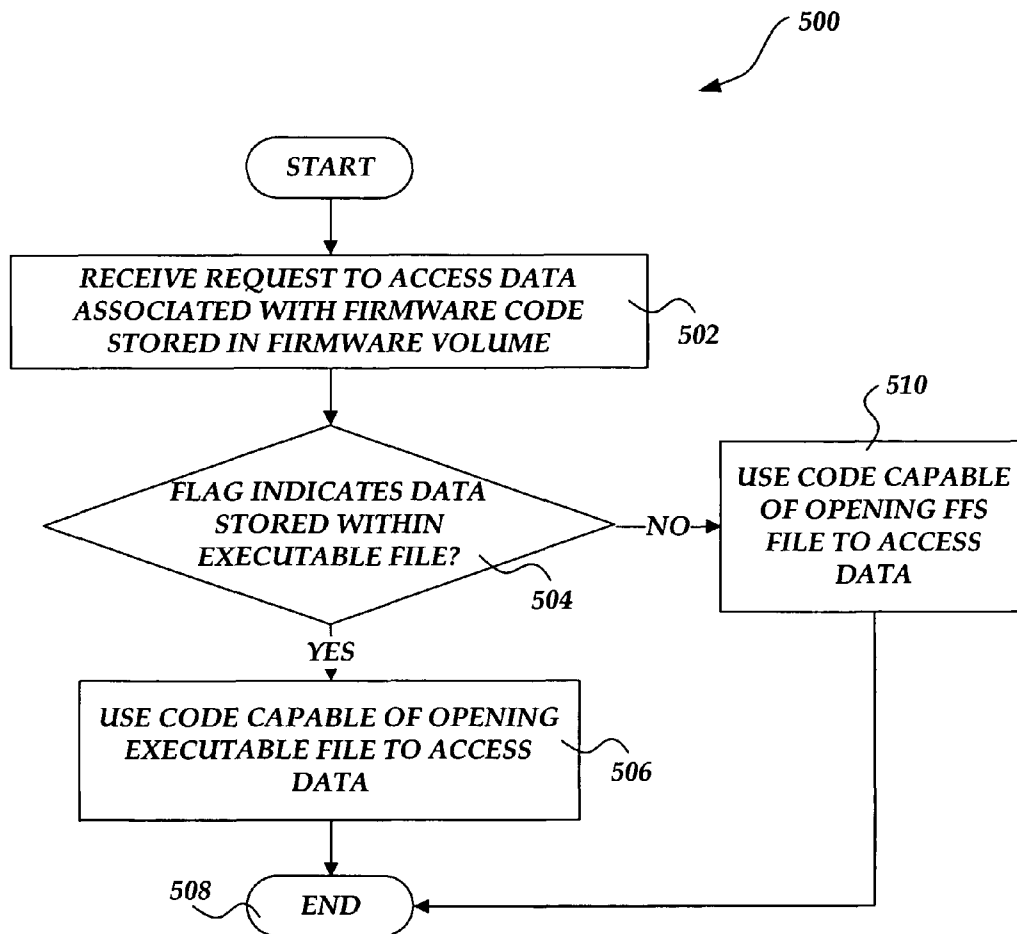 500
START
RECEIVE REQUEST TO ACCESS DATA
ASSOCIATED WITH FIRMWARE CODE
STORED IN FIRMWARE VOLUME
502
FLAG INDICATES DATA
STORED WITHIN
EXECUTABLE FILE?
504
NO
510
USE CODE CAPABLE
OF OPENING FFS
FILE TO ACCESS
DATA
YES
USE CODE CAPABLE OF OPENING
EXECUTABLE FILE TO ACCESS
DATA
506
508
END